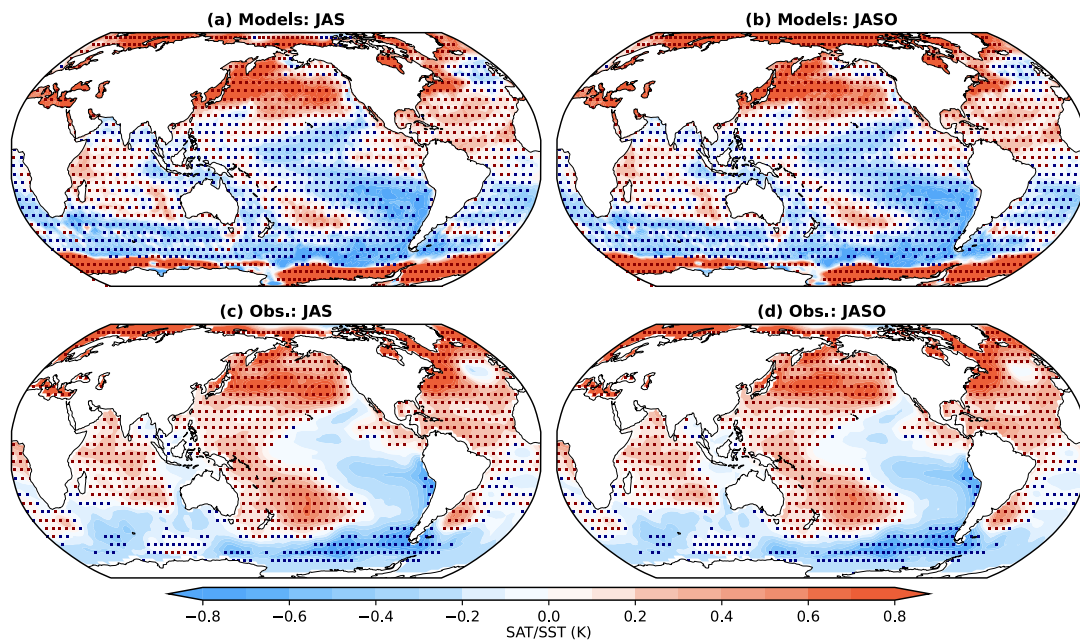 (a) Models: JAS
(b) Models: JASO
(c) Obs.: JAS
(d) Obs.: JASO
−0.8 −0.6 −0.4 −0.2 0.0 0.2 0.4 0.6 0.8
SAT/SST (K)